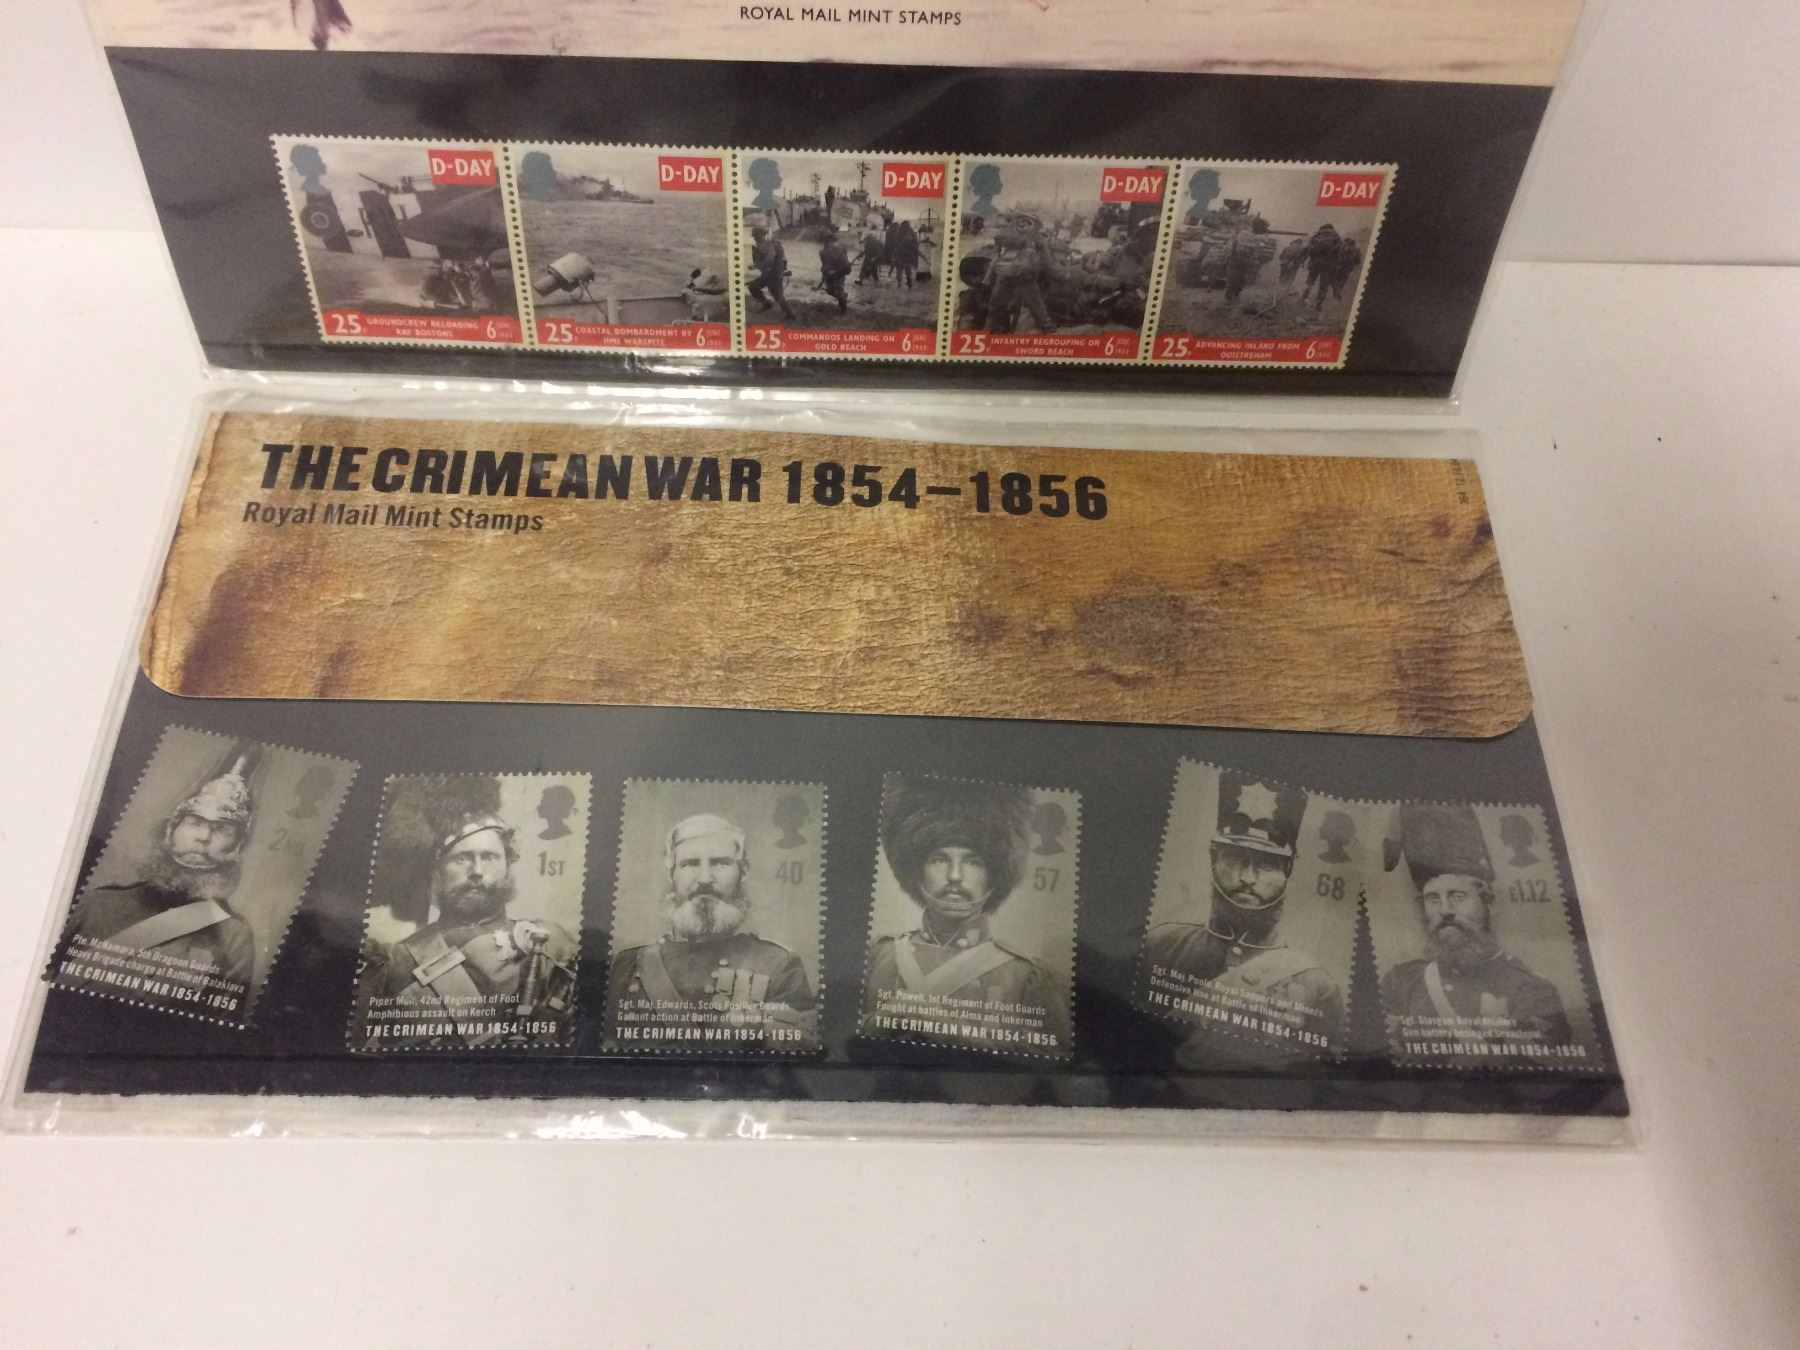 ROYAL MAIL MINT STAMPS
D-DAY
25P GROUNDCREW RELOADING
RAF BOSTONS
6 JUNE 1944
D-DAY
25P COASTAL BOMBARDMENT BY
HMS WARSPITE
6 JUNE 1944
D-DAY
25P COMMANDOS LANDING ON
GOLD BEACH
6 JUNE 1944
D-DAY
25P INFANTRY REGROUPING ON
SWORD BEACH
6 JUNE 1944
D-DAY
25P ADVANCING INLAND FROM
OUISTREHAM
6 JUNE 1944
THE CRIMEAN WAR 1854–1856
Royal Mail Mint Stamps
2ND
Pte. McNamara, 5th Dragoon Guards
Heavy Brigade charge at Battle of Balaklava
THE CRIMEAN WAR 1854-1856
1ST
Piper Muir, 42nd Regiment of Foot
Amphibious assault on Kerch
THE CRIMEAN WAR 1854-1856
40
Sgt. Maj. Edwards, Scots Fusilier Guards
Gallant action at Battle of Inkerman
THE CRIMEAN WAR 1854-1856
57
Sgt. Powell, 1st Regiment of Foot Guards
Fought at battles of Alma and Inkerman
THE CRIMEAN WAR 1854-1856
68
Sgt. Maj. Poole, Royal Sappers and Miners
Defensive line at Battle of Inkerman
THE CRIMEAN WAR 1854-1856
£1.12
Sgt. Glasgow, Royal Artillery
Gun battery besieged Sevastopol
THE CRIMEAN WAR 1854-1856